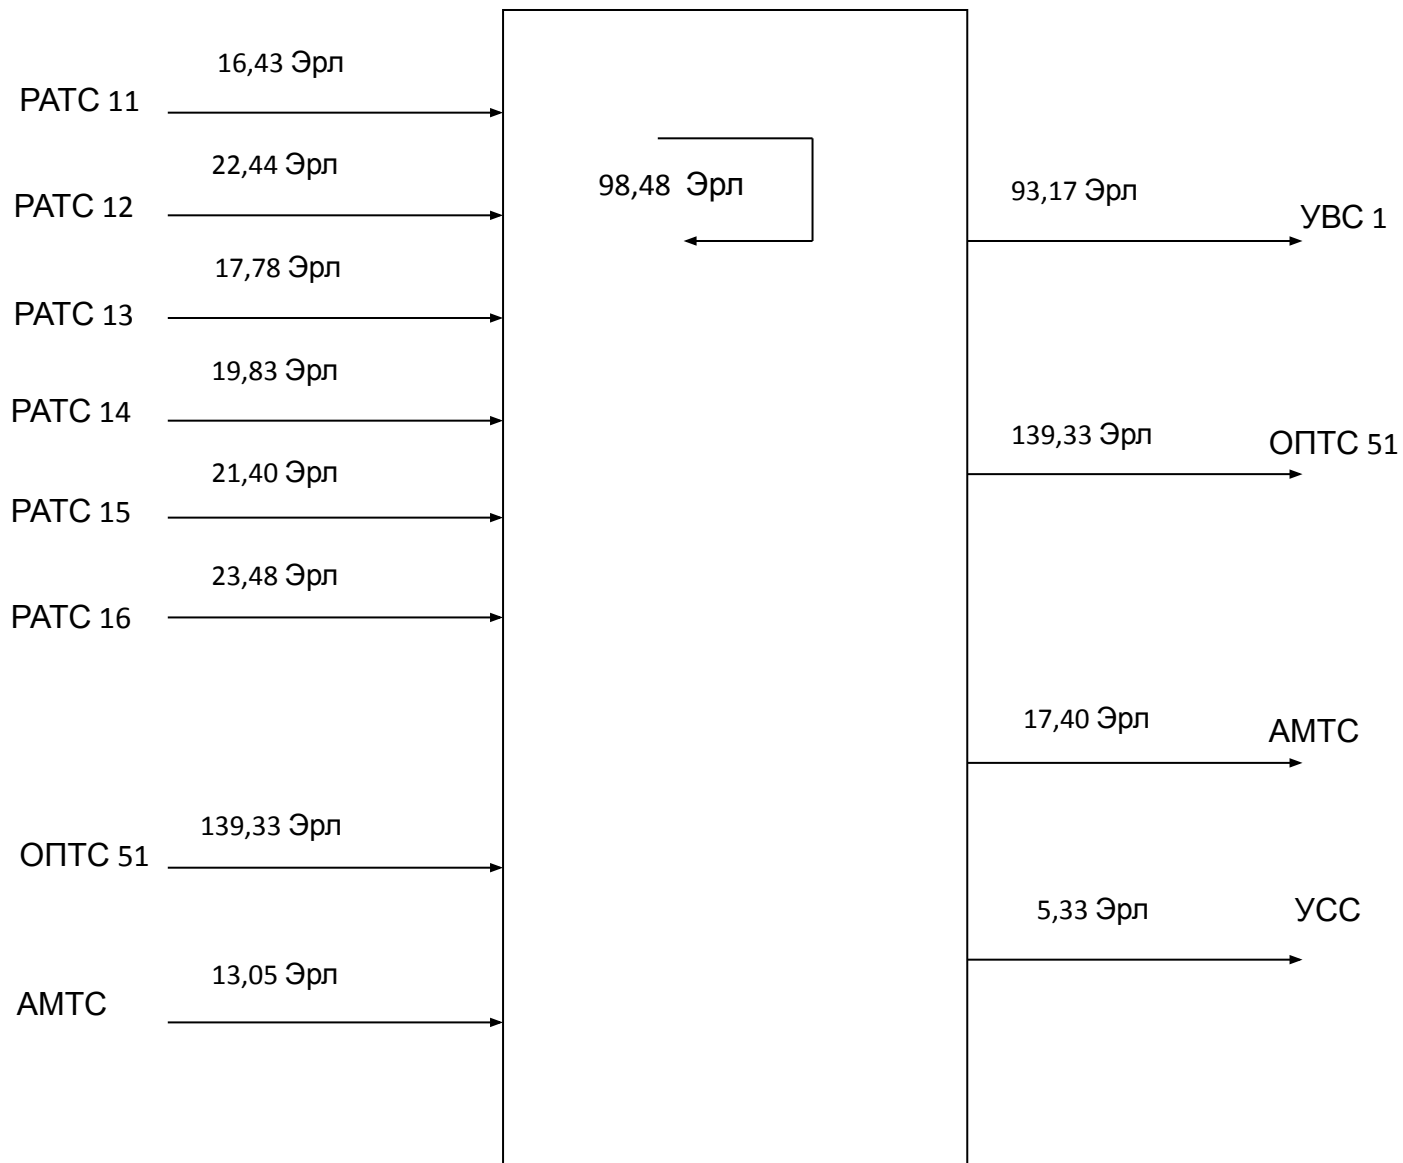 16,43 Эрл
РАТС 11
22,44 Эрл
РАТС 12
17,78 Эрл
РАТС 13
19,83 Эрл
РАТС 14
21,40 Эрл
РАТС 15
23,48 Эрл
РАТС 16
139,33 Эрл
ОПТС 51
13,05 Эрл
АМТС
98,48 Эрл
93,17 Эрл
УВС 1
139,33 Эрл
ОПТС 51
17,40 Эрл
АМТС
5,33 Эрл
УСС